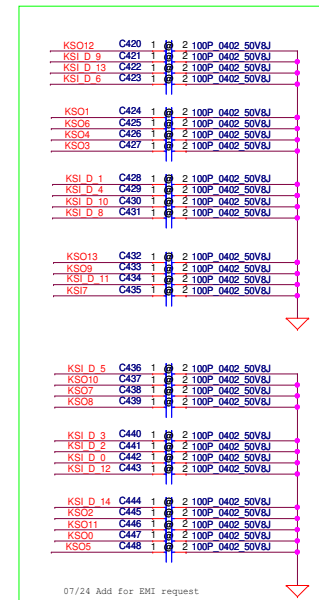 KSO12 C420 1 @ 2 100P_0402_50V8J
KSI_D_9 C421 1 @ 2 100P_0402_50V8J
KSI_D_13 C422 1 @ 2 100P_0402_50V8J
KSI_D_6 C423 1 @ 2 100P_0402_50V8J
KSO1 C424 1 @ 2 100P_0402_50V8J
KSO6 C425 1 @ 2 100P_0402_50V8J
KSO4 C426 1 @ 2 100P_0402_50V8J
KSO3 C427 1 @ 2 100P_0402_50V8J
KSI_D_1 C428 1 @ 2 100P_0402_50V8J
KSI_D_4 C429 1 @ 2 100P_0402_50V8J
KSI_D_10 C430 1 @ 2 100P_0402_50V8J
KSI_D_8 C431 1 @ 2 100P_0402_50V8J
KSO13 C432 1 @ 2 100P_0402_50V8J
KSO9 C433 1 @ 2 100P_0402_50V8J
KSI_D_11 C434 1 @ 2 100P_0402_50V8J
KSI7 C435 1 @ 2 100P_0402_50V8J
KSI_D_5 C436 1 @ 2 100P_0402_50V8J
KSO10 C437 1 @ 2 100P_0402_50V8J
KSO7 C438 1 @ 2 100P_0402_50V8J
KSO8 C439 1 @ 2 100P_0402_50V8J
KSI_D_3 C440 1 @ 2 100P_0402_50V8J
KSI_D_2 C441 1 @ 2 100P_0402_50V8J
KSI_D_0 C442 1 @ 2 100P_0402_50V8J
KSI_D_12 C443 1 @ 2 100P_0402_50V8J
KSI_D_14 C444 1 @ 2 100P_0402_50V8J
KSO2 C445 1 @ 2 100P_0402_50V8J
KSO11 C446 1 @ 2 100P_0402_50V8J
KSO0 C447 1 @ 2 100P_0402_50V8J
KSO5 C448 1 @ 2 100P_0402_50V8J
07/24 Add for EMI request